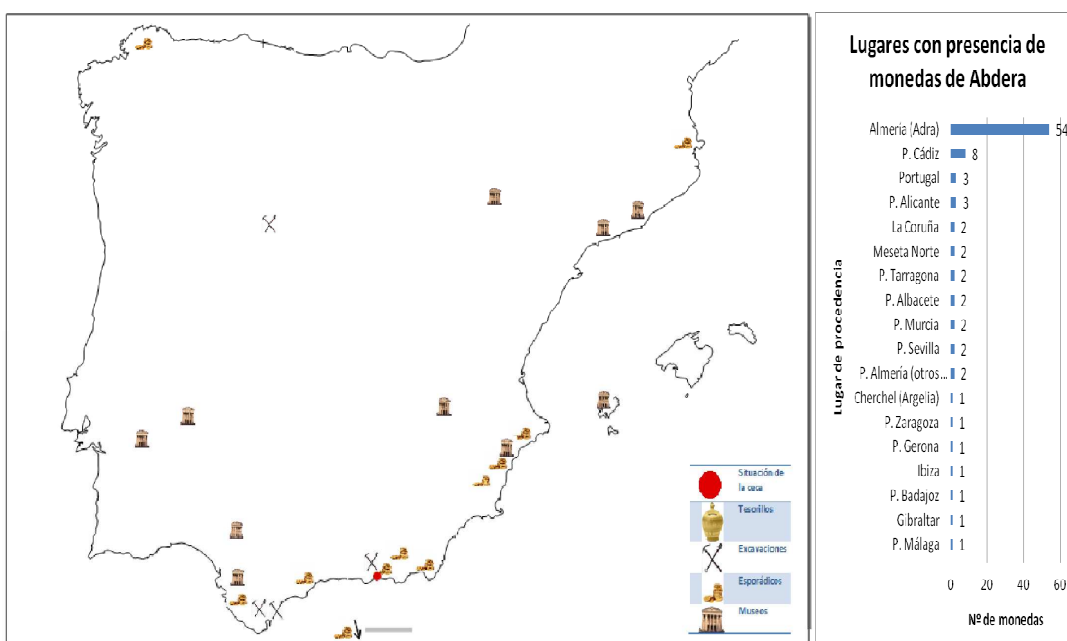 Situación de
la ceca
Tesorillos
Excavaciones
Esporádicos
Museos
Lugares con presencia de
monedas de Abdera
Lugar de procedencia
Almería (Adra) 54
P. Cádiz 8
Portugal 3
P. Alicante 3
La Coruña 2
Meseta Norte 2
P. Tarragona 2
P. Albacete 2
P. Murcia 2
P. Sevilla 2
P. Almería (otros... 2
Cherchel (Argelia) 1
P. Zaragoza 1
P. Gerona 1
Ibiza 1
P. Badajoz 1
Gibraltar 1
P. Málaga 1
0 20 40 60
Nº de monedas